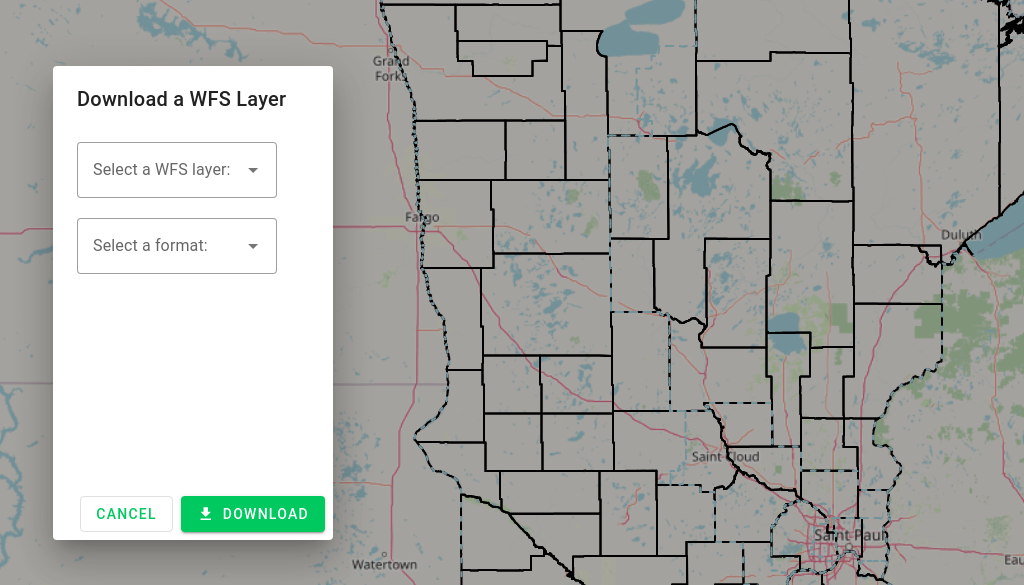 Grand
Forks
Download a WFS Layer
Select a WFS layer:
Fargo
Duluth
Select a format:
Saint Cloud
CANCEL
DOWNLOAD
Saint Paul
Watertown
Eau